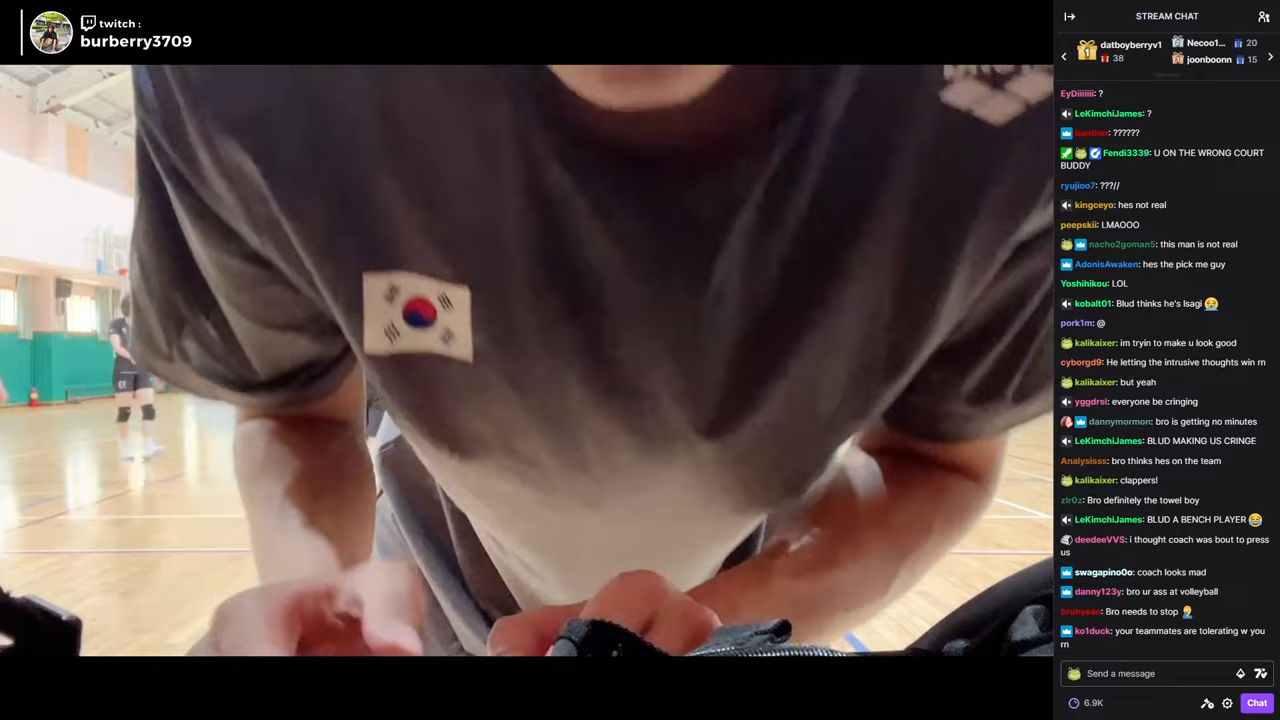 twitch :
burberry3709
STREAM CHAT
datboyberryv1
38
Necoo1... 20
joonboonn 15
EyDiiiiiii: ?
LeKimchiJames: ?
banther: ??????
Fendi3339: U ON THE WRONG COURT
BUDDY
ryujioo7: ???//
kingceyo: hes not real
peepskii: LMAOOO
nacho2goman5: this man is not real
AdonisAwaken: hes the pick me guy
Yoshihikou: LOL
kobalt01: Blud thinks he's Isagi 😭
pork1m: @
kalikaixer: im tryin to make u look good
cyborgd9: He letting the intrusive thoughts win rn
kalikaixer: but yeah
yggdrsl: everyone be cringing
dannymormon: bro is getting no minutes
LeKimchiJames: BLUD MAKING US CRINGE
Analysisss: bro thinks hes on the team
kalikaixer: clappers!
zlr0z: Bro definitely the towel boy
LeKimchiJames: BLUD A BENCH PLAYER 😂
deedeeVVS: i thought coach was bout to press
us
swagapino0o: coach looks mad
danny123y: bro ur ass at volleyball
bruhyean: Bro needs to stop 🤦
ko1duck: your teammates are tolerating w you
rn
Send a message
6.9K
Chat